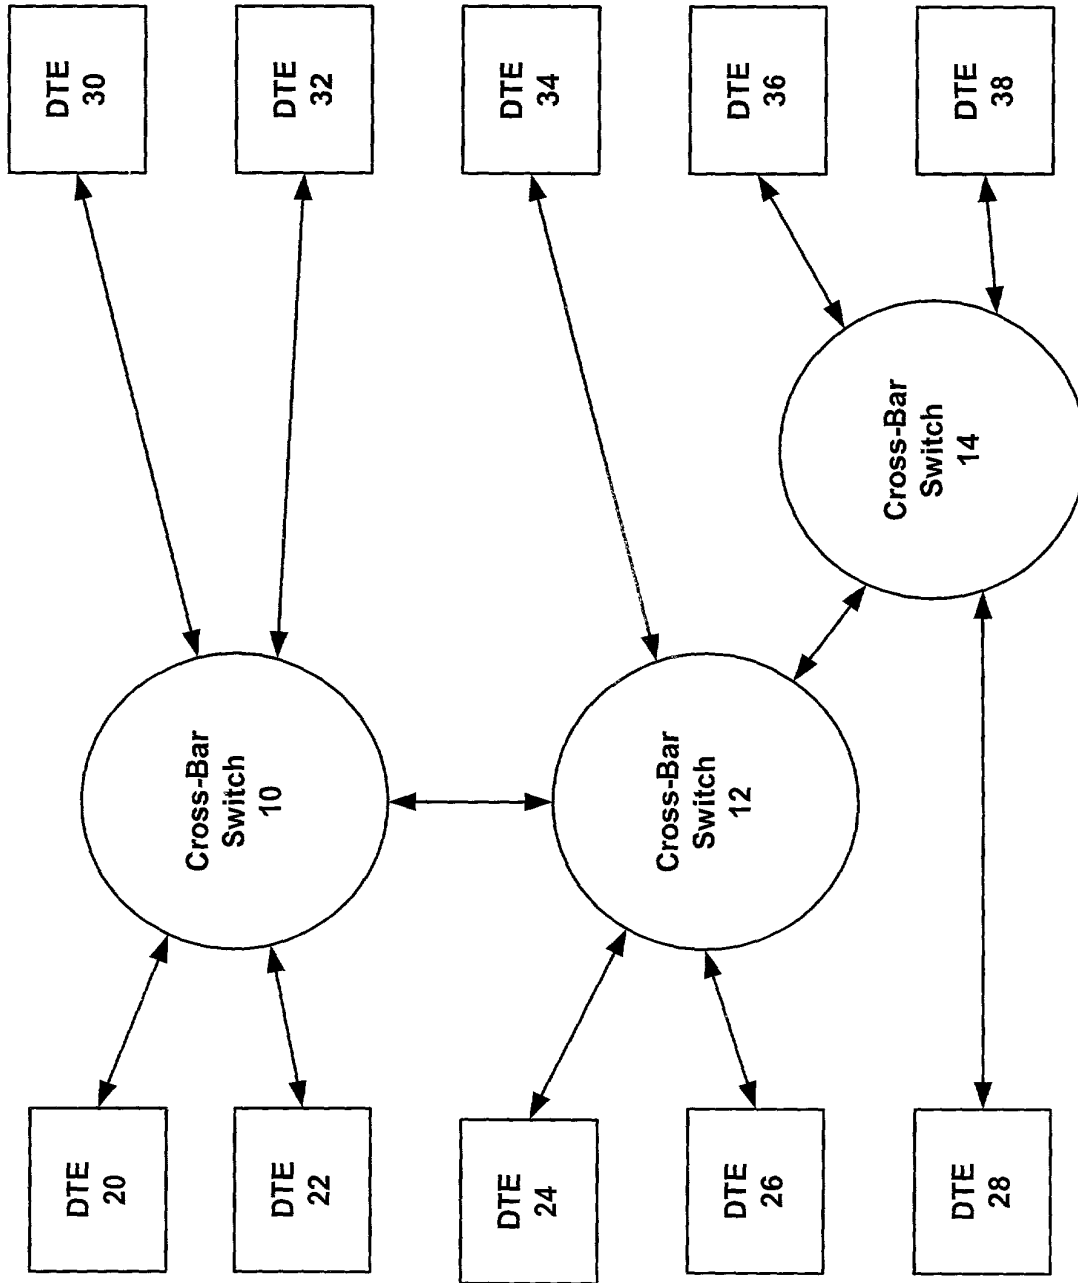 DTE
30
DTE
32
DTE
34
DTE
36
DTE
38
Cross-Bar
Switch
10
Cross-Bar
Switch
12
Cross-Bar
Switch
14
DTE
20
DTE
22
DTE
24
DTE
26
DTE
28